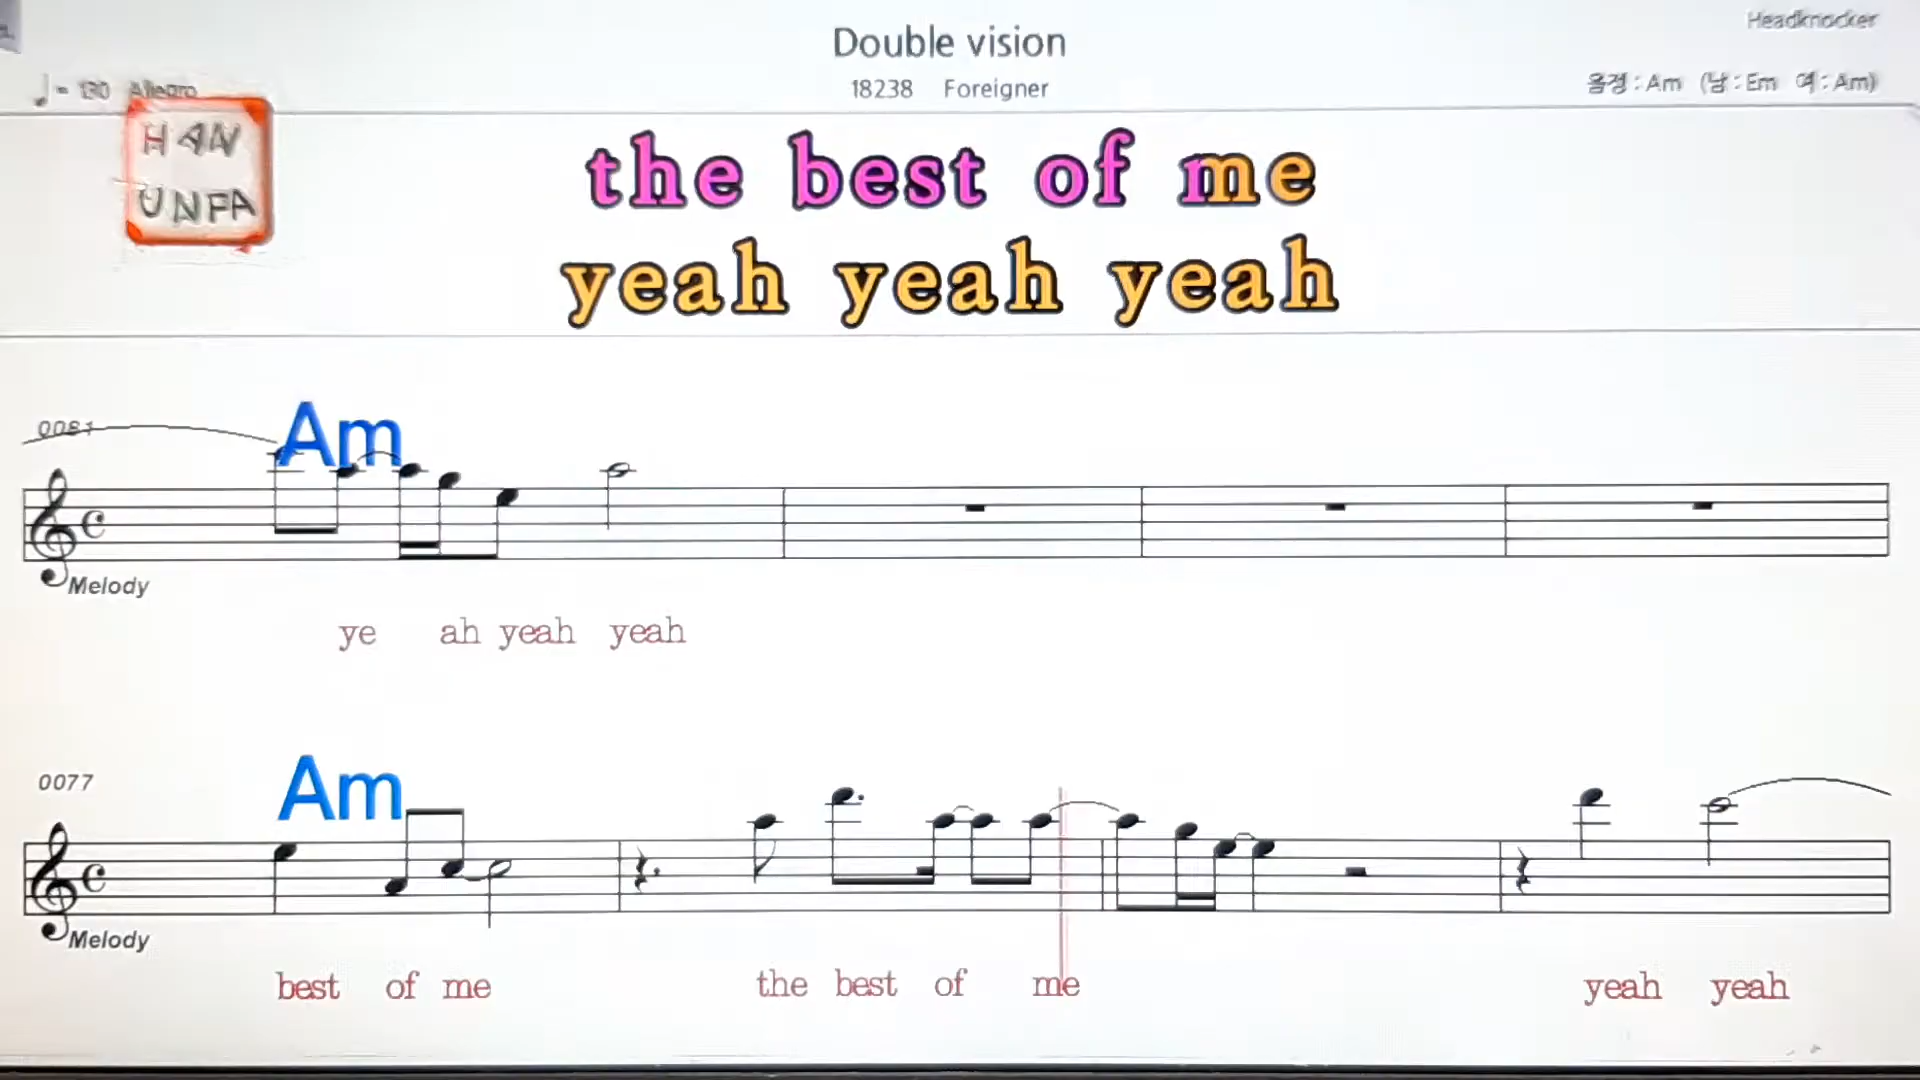 Headknocker
Double vision
18238 Foreigner
♩= 130 Allegro
음정 : Am (남 : Em 여 : Am)
HAN
UNFA
the best of me
yeah yeah yeah
0081
Am
Melody
ye ah yeah yeah
0077
Am
Melody
best of me the best of me yeah yeah